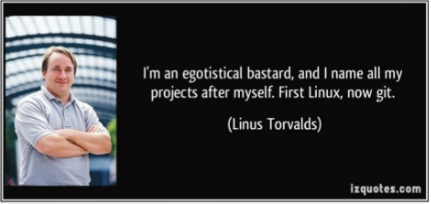 I'm an egotistical bastard, and I name all my
projects after myself. First Linux, now git.
(Linus Torvalds)
izquotes.com